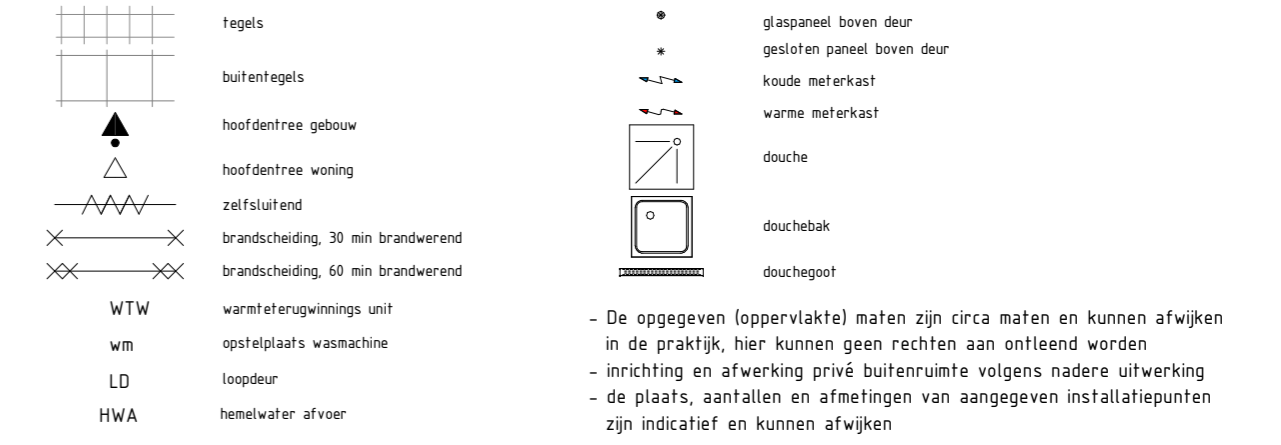 tegels
buitentegels
hoofdentree gebouw
hoofdentree woning
zelfsluitend
brandscheiding, 30 min brandwerend
brandscheiding, 60 min brandwerend
WTW warmteterugwinnings unit
wm opstelplaats wasmachine
LD loopdeur
HWA hemelwater afvoer
glaspaneel boven deur
gesloten paneel boven deur
koude meterkast
warme meterkast
douche
douchebak
douchegoot
- De opgegeven (oppervlakte) maten zijn circa maten en kunnen afwijken
in de praktijk, hier kunnen geen rechten aan ontleend worden
- inrichting en afwerking privé buitenruimte volgens nadere uitwerking
- de plaats, aantallen en afmetingen van aangegeven installatiepunten
zijn indicatief en kunnen afwijken